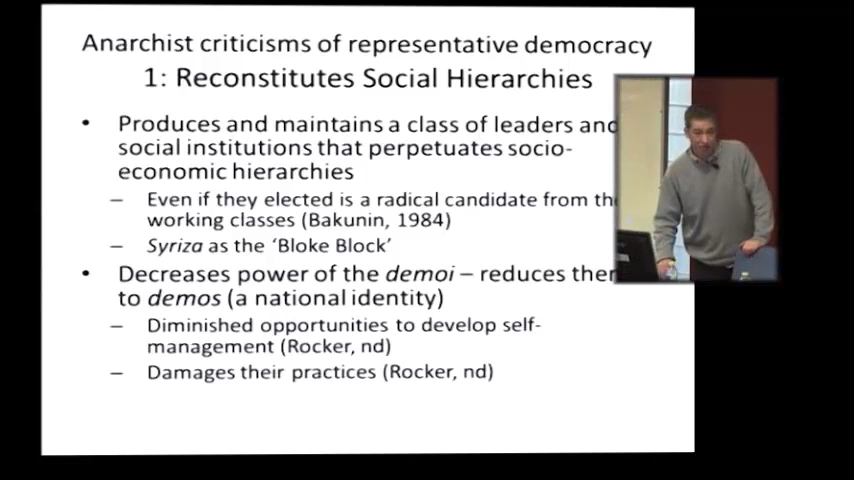 Anarchist criticisms of representative democracy
1: Reconstitutes Social Hierarchies
• Produces and maintains a class of leaders and
social institutions that perpetuates socio-
economic hierarchies
– Even if they elected is a radical candidate from th
working classes (Bakunin, 1984)
– Syriza as the 'Bloke Block'
• Decreases power of the demoi – reduces the
to demos (a national identity)
– Diminished opportunities to develop self-
management (Rocker, nd)
– Damages their practices (Rocker, nd)